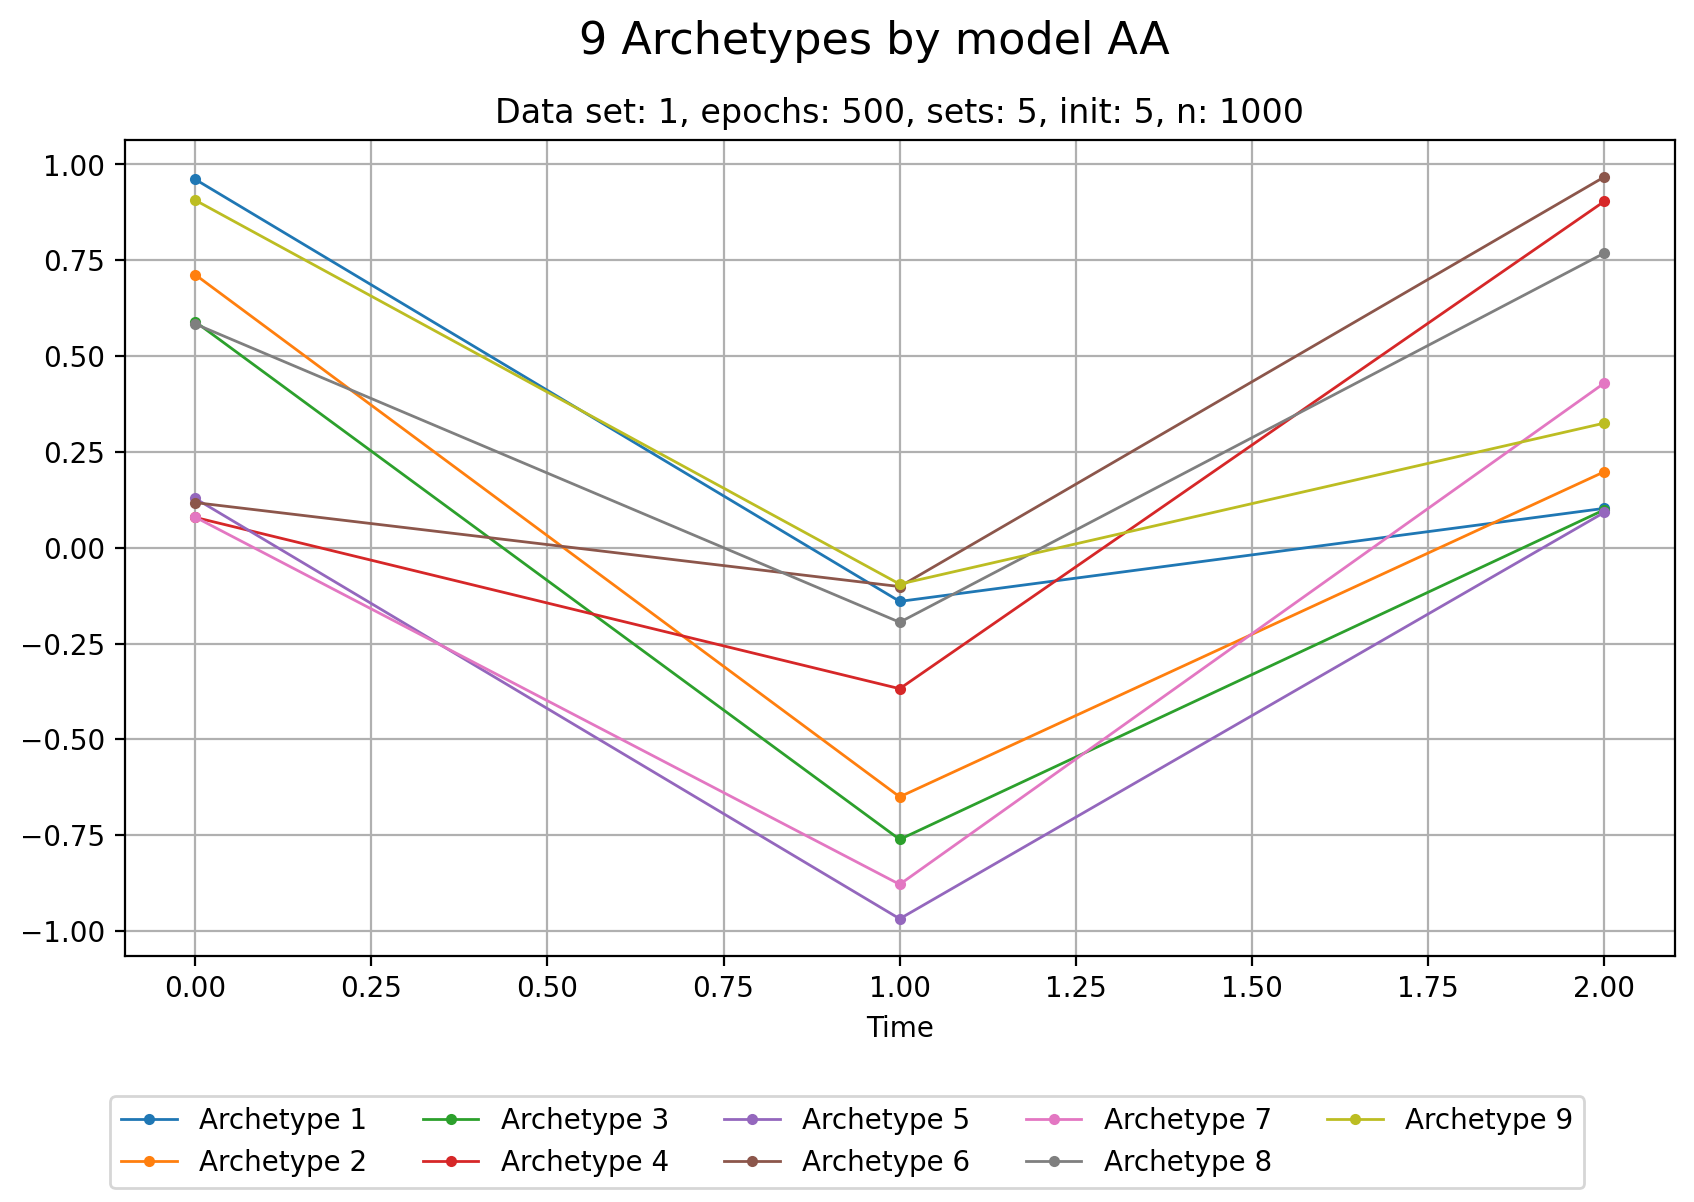 9 Archetypes by model AA
Data set: 1, epochs: 500, sets: 5, init: 5, n: 1000
1.00
0.75
0.50
0.25
0.00
−0.25
−0.50
−0.75
−1.00
0.00 0.25 0.50 0.75 1.00 1.25 1.50 1.75 2.00
Time
Archetype 1 Archetype 3 Archetype 5 Archetype 7 Archetype 9
Archetype 2 Archetype 4 Archetype 6 Archetype 8